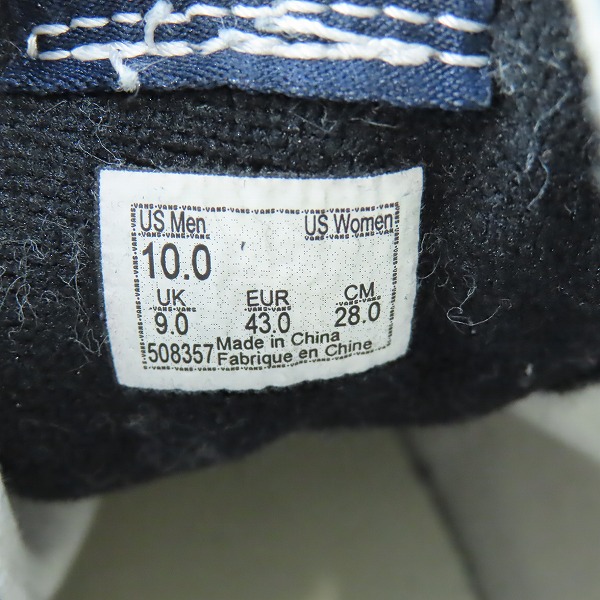 US Men US Women
10.0
UK EUR CM
9.0 43.0 28.0
508357 Made in China
Fabrique en Chine